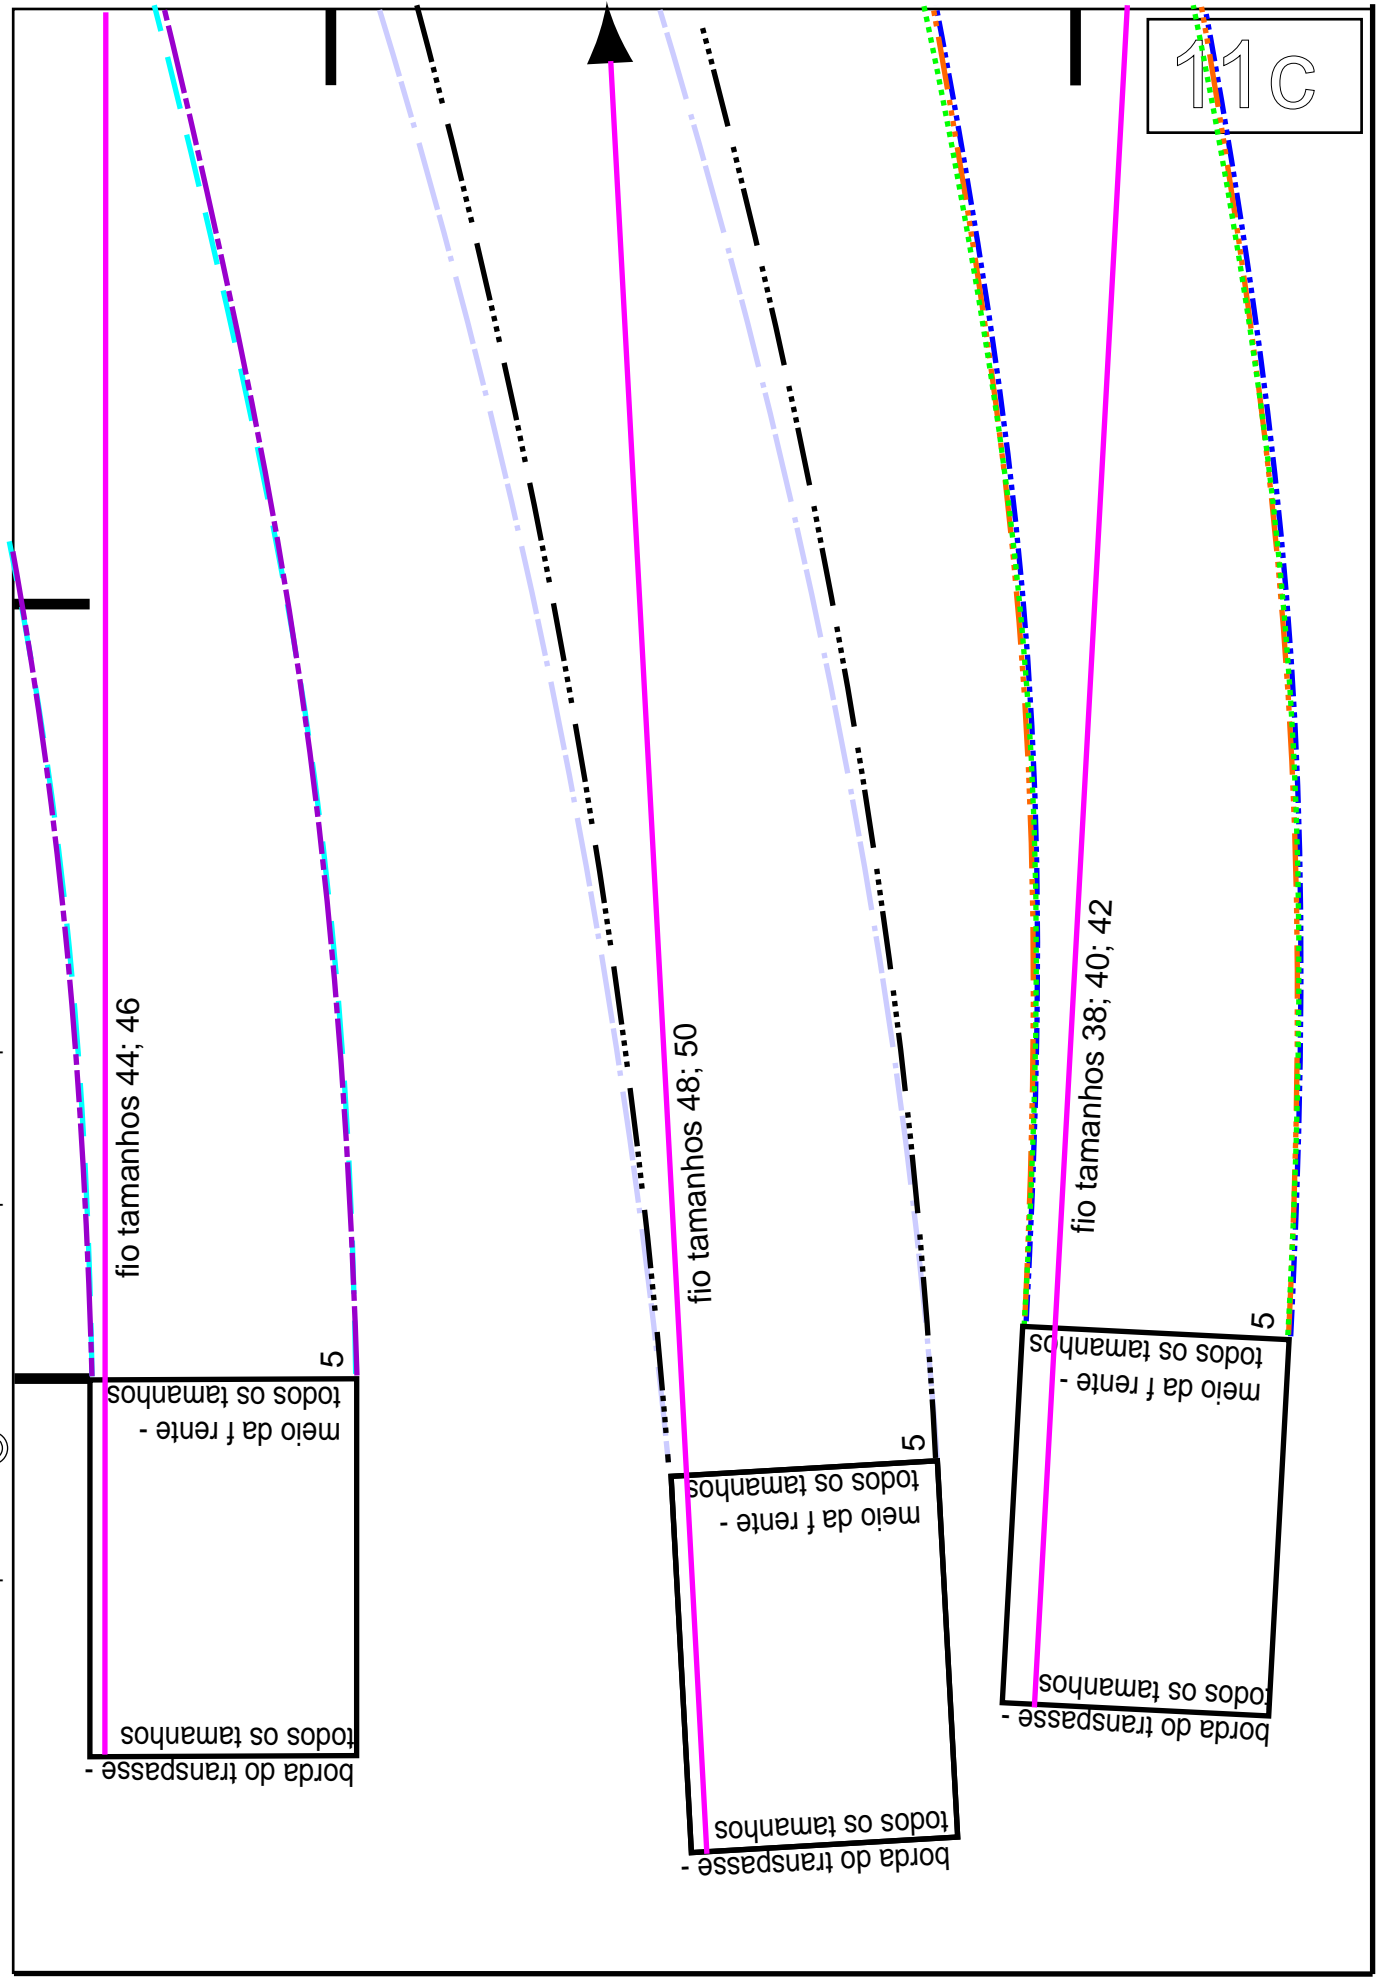 11c
fio tamanhos 44; 46
fio tamanhos 48; 50
fio tamanhos 38; 40; 42
5
todos os tamanhos
meio da f rente -
todos os tamanhos
borda do transpasse -
5
todos os tamanhos
meio da f rente -
todos os tamanhos
borda do transpasse -
5
todos os tamanhos
meio da f rente -
todos os tamanhos
borda do transpasse -